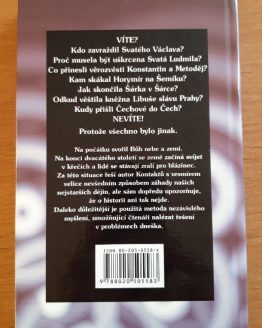 VÍTE?
Kdo zavraždil Svatého Václava?
Proč musela být uškrcena Svatá Ludmila?
Co přinesli věrozvěsti Konstantin a Metoděj?
Kam skákal Horymír na Šemíku?
Jak skončila Šárka v Šárce?
Odkud věštila kněžna Libuše slávu Prahy?
Kudy přišli Čechové do Čech?
NEVÍTE!
Protože všechno bylo jinak.
Na počátku svořil Bůh nebe a zemi.
Na konci dvacátého století se země začíná svíjet
v křečích a lidé se stávají zralí pro blázinec.
Za této situace řeší autor Kontaktů s vesmírem
velice nevšedním způsobem záhady našich
nejstarších dějin, ale sám dopředu upozorňuje,
že o historii ani tak nejde.
Daleko důležitější je použitá metoda nezávislého
myšlení, umožňující čtenáři nalézat řešení
v problémech dneška.
ISBN 80-205-0558-X
9788020505583